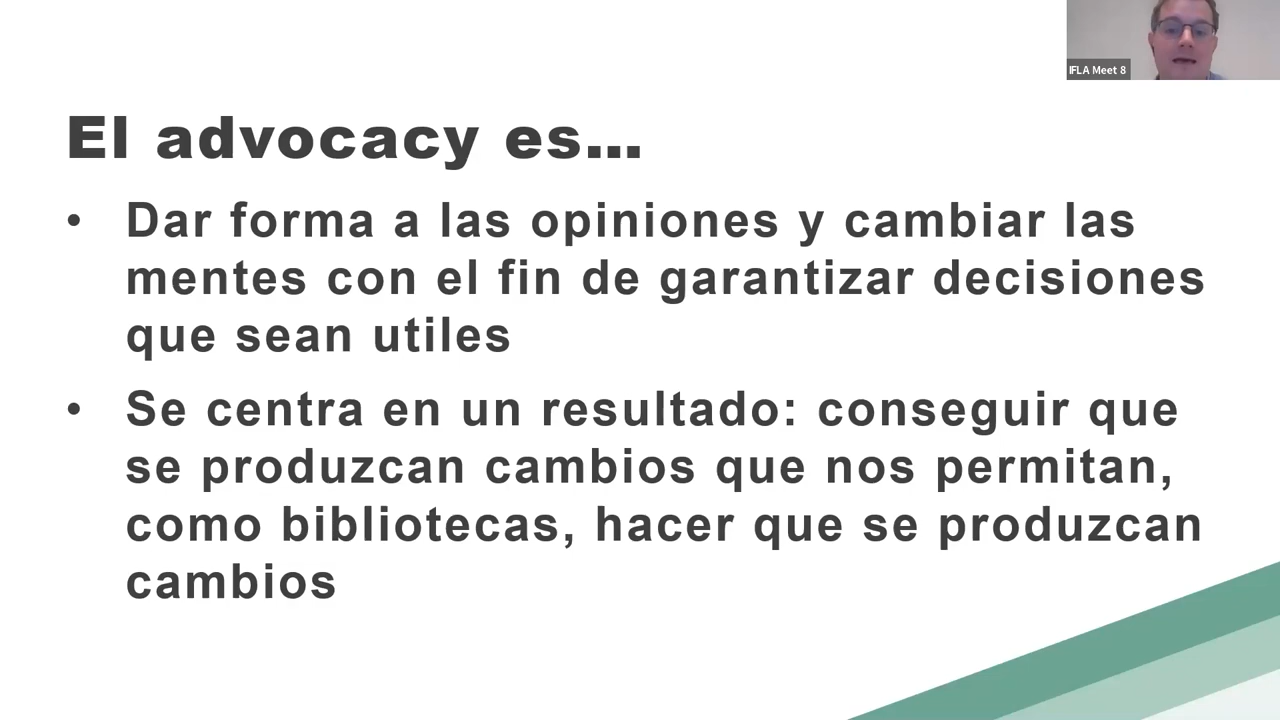 IFLA Meet 8
El advocacy es...
• Dar forma a las opiniones y cambiar las
mentes con el fin de garantizar decisiones
que sean utiles
• Se centra en un resultado: conseguir que
se produzcan cambios que nos permitan,
como bibliotecas, hacer que se produzcan
cambios